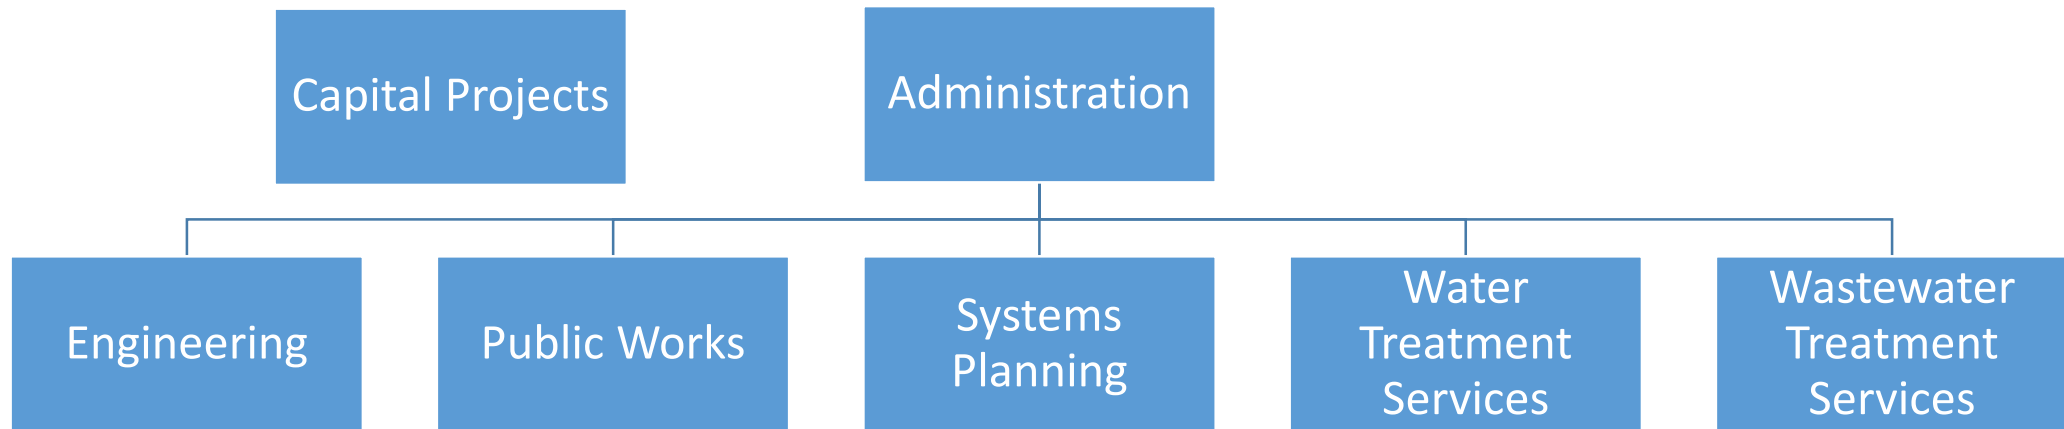 Capital Projects
Administration
Engineering
Public Works
Systems
Planning
Water
Treatment
Services
Wastewater
Treatment
Services